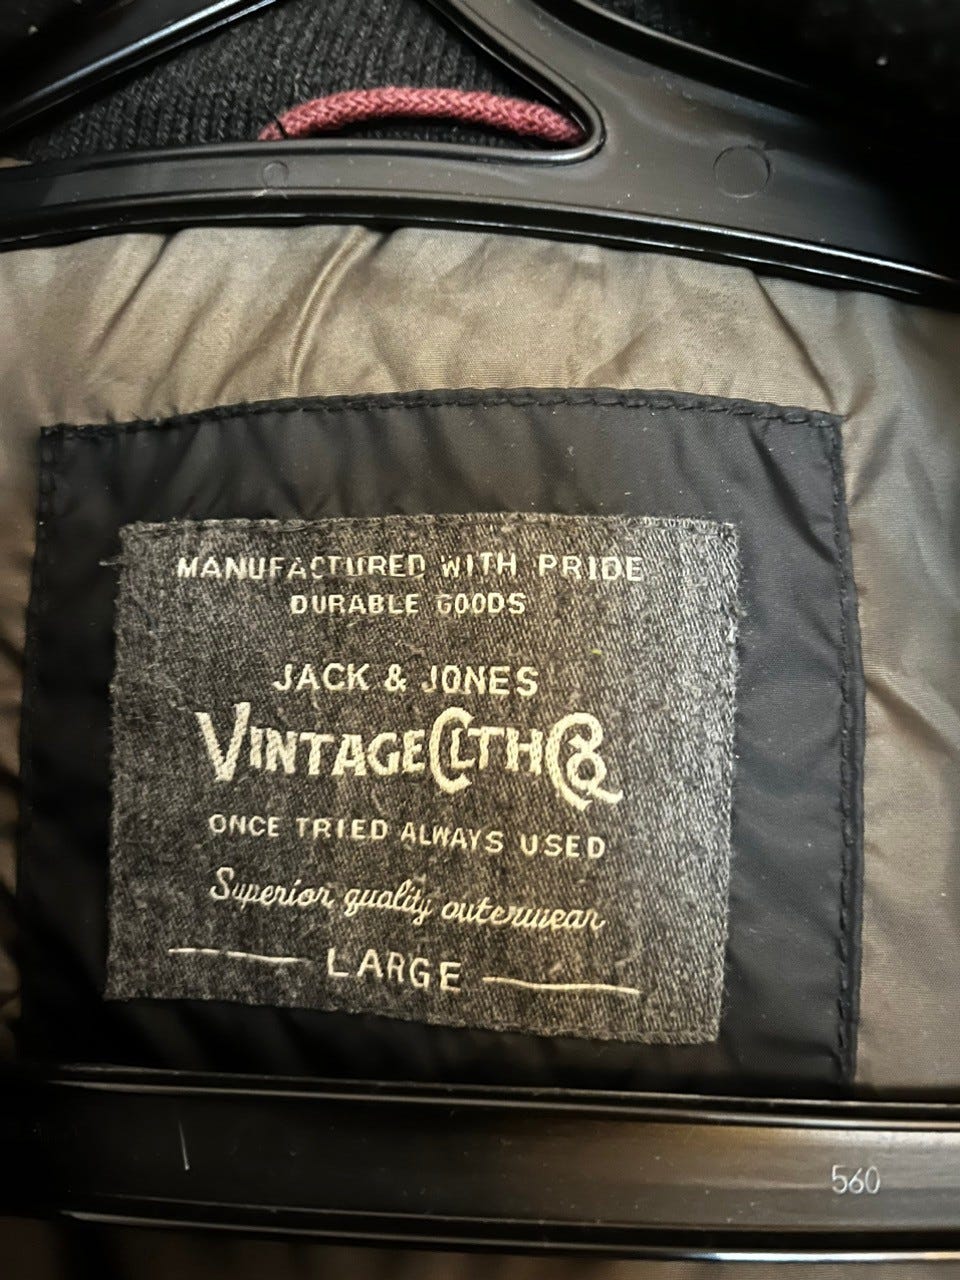 MANUFACTURED WITH PRIDE
DURABLE GOODS
JACK & JONES
VINTAGE CLTH CO
ONCE TRIED ALWAYS USED
Superior quality outerwear
LARGE
560